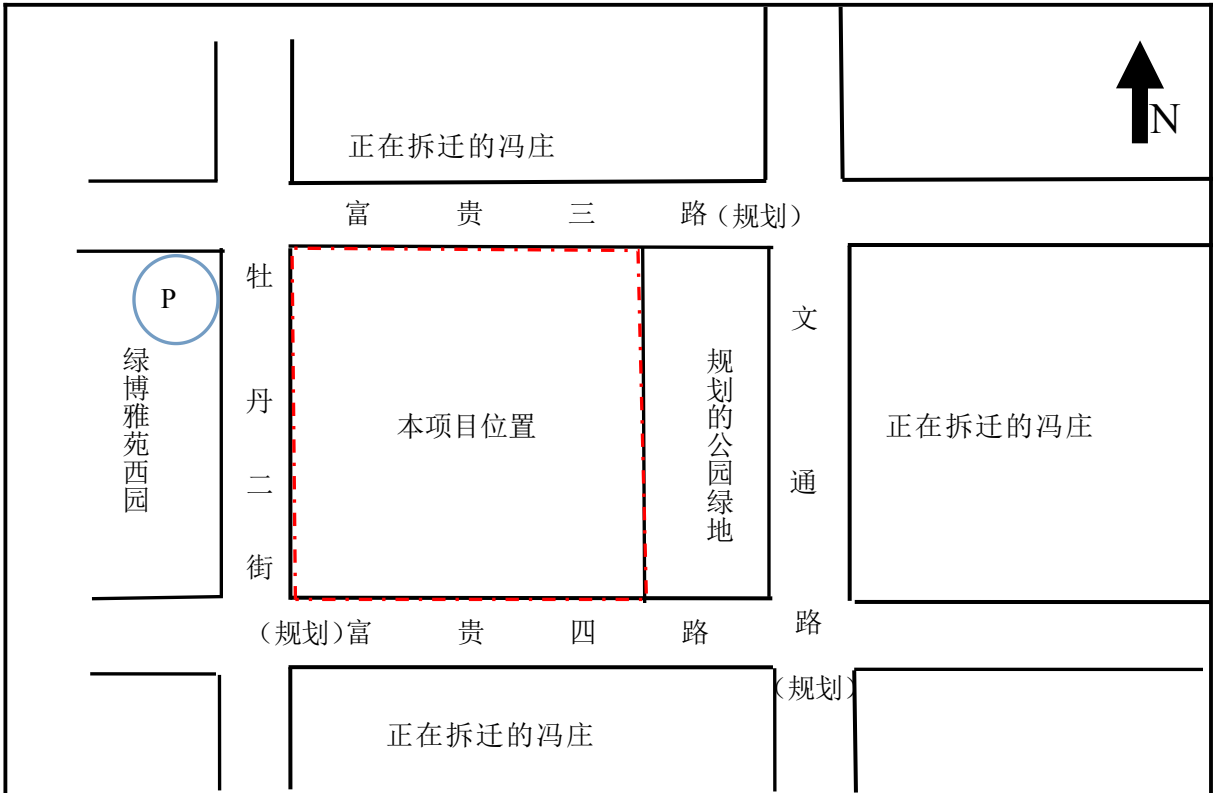 N
正在拆迁的冯庄
富贵三路(规划)
P
牡丹二街
(规划)
文通路
(规划)
绿博雅苑西园
本项目位置
规划的公园绿地
正在拆迁的冯庄
富贵四路
正在拆迁的冯庄